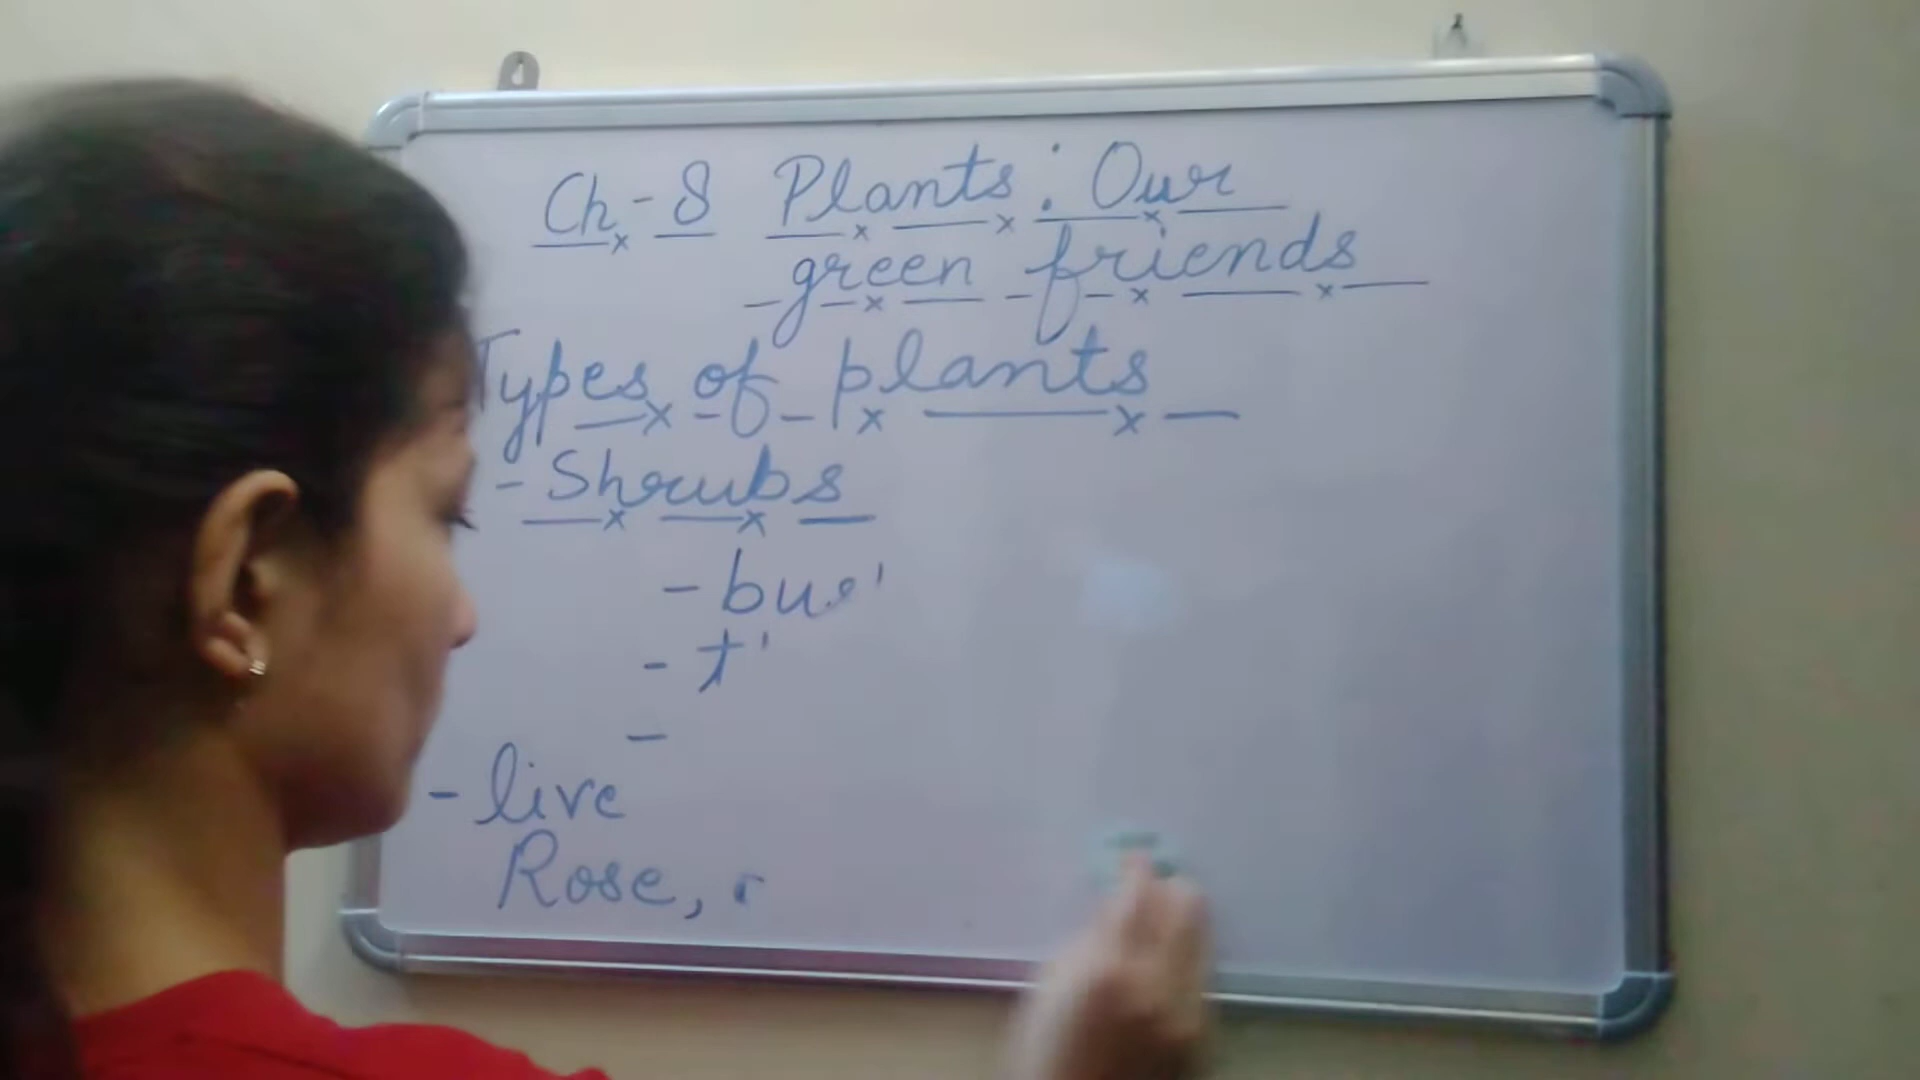 Ch-8 Plants: Our
green friends
Types of plants
- Shrubs
-
-
-
- live
Rose,